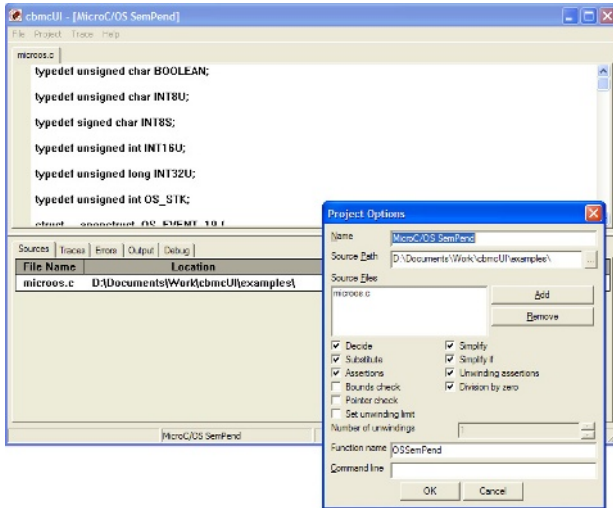 cbmcUI - [MicroC/OS SemPend]
File Project Trace Help
microos.c
typedef unsigned char BOOLEAN;
typedef unsigned char INT8U;
typedef signed char INT8S;
typedef unsigned int INT16U;
typedef unsigned long INT32U;
typedef unsigned int OS_STK;
Sources Traces Errors Output Debug
File Name Location
microos.c D:\Documents\Work\cbmcUI\examples\
MicroC/OS SemPend
Project Options
Name MicroC/OS SemPend
Source Path D:\Documents\Work\cbmcUI\examples\ ...
Source Files
microos.c
Add
Remove
Decide Simplify
Substitute Simplify if
Assertions Unwinding assertions
Bounds check Division by zero
Pointer check
Set unwinding limit
Number of unwindings 1
Function name OSSemPend
Command line
OK Cancel